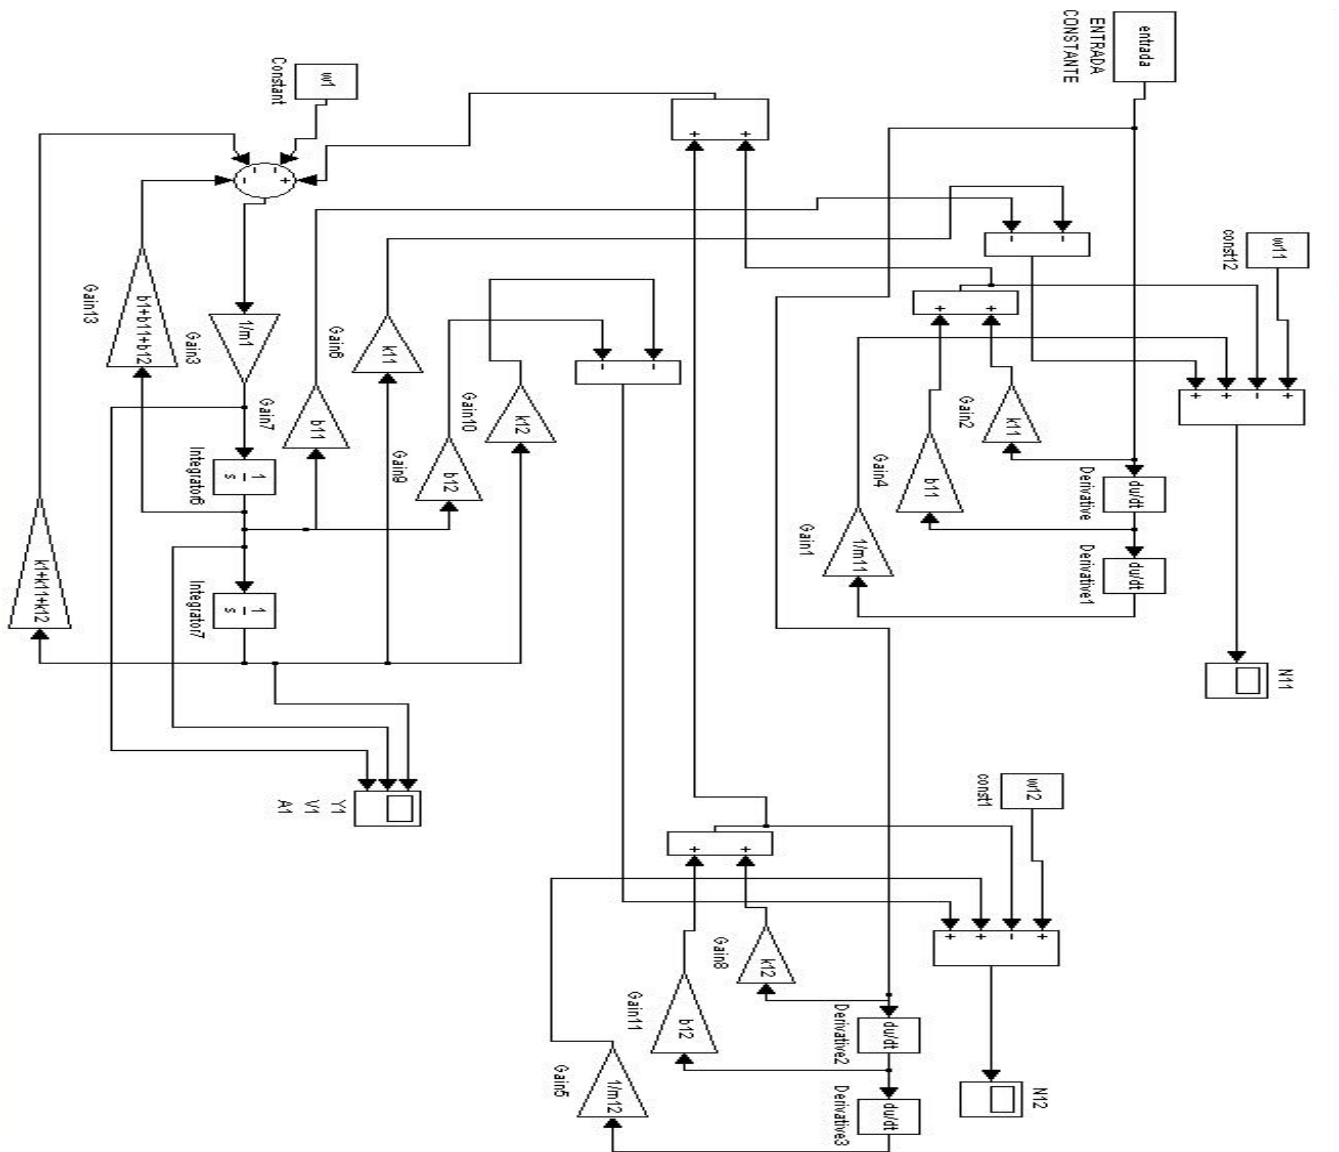 w11
const12
+
-
+
+
N11
entrada
ENTRADA
CONSTANTE
du/dt
Derivative
du/dt
Derivative1
-
-
k11
Gain2
+
+
b11
Gain4
1/m11
Gain1
w12
const1
+
-
+
+
N12
du/dt
Derivative2
du/dt
Derivative3
k12
Gain8
+
+
b12
Gain11
1/m12
Gain5
+
+
-
-
k12
Gain10
b12
Gain9
k11
Gain6
b11
Gain7
w1
Constant
+
-
-
-
1/m1
Gain3
1
s
Integrator6
1
s
Integrator7
Y1
V1
A1
b1+b11+b12
Gain13
k1+k11+k12